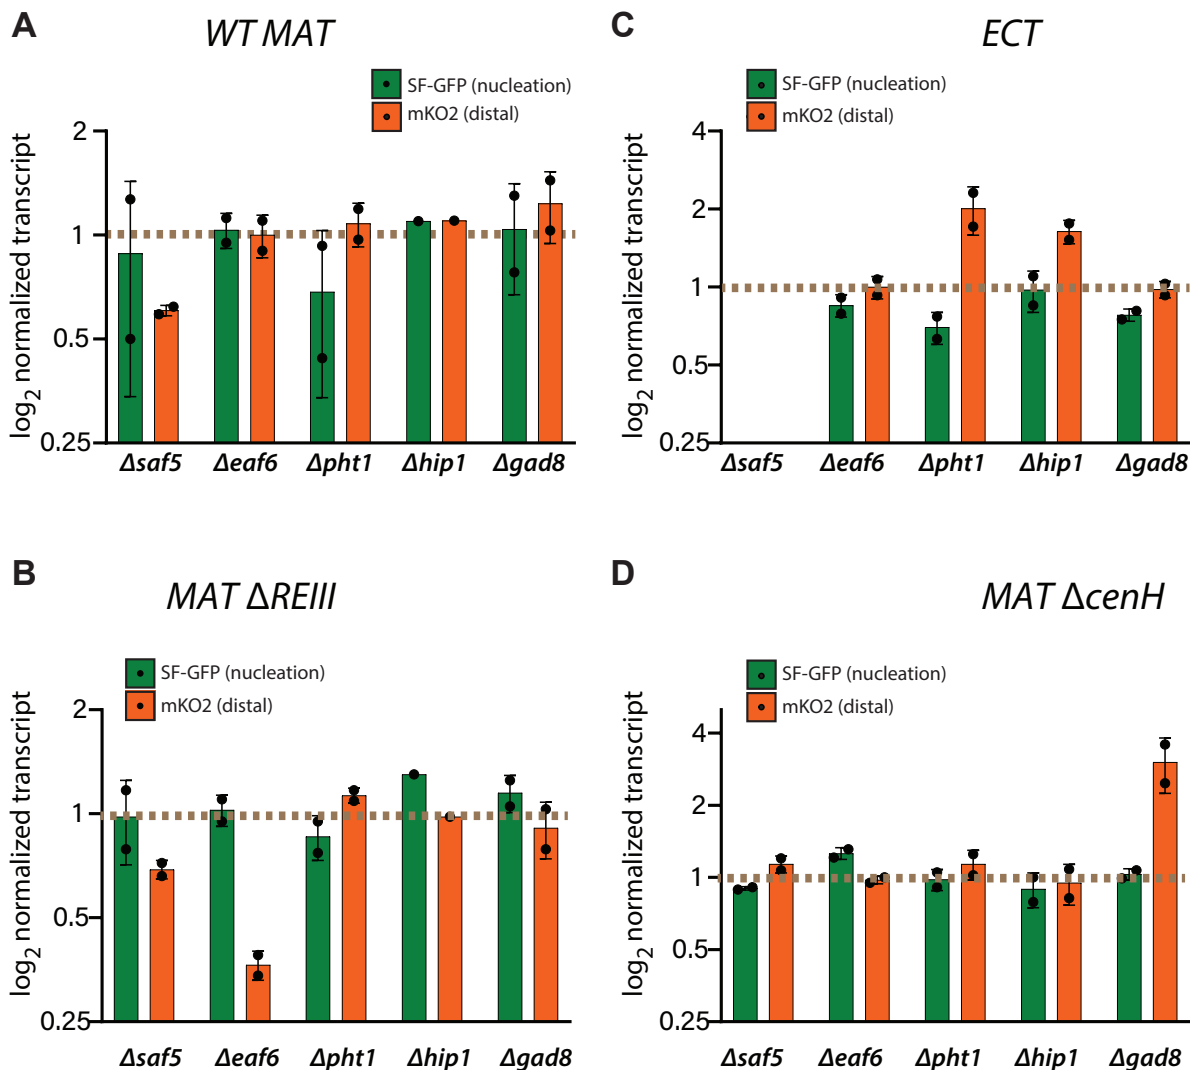 A
WT MAT
SF-GFP (nucleation)
mKO2 (distal)
log2 normalized transcript
2
1
0.5
0.25
Δsaf5 Δeaf6 Δpht1 Δhip1 Δgad8
C
ECT
SF-GFP (nucleation)
mKO2 (distal)
log2 normalized transcript
4
2
1
0.5
0.25
Δsaf5 Δeaf6 Δpht1 Δhip1 Δgad8
B
MAT ΔREIII
SF-GFP (nucleation)
mKO2 (distal)
log2 normalized transcript
2
1
0.5
0.25
Δsaf5 Δeaf6 Δpht1 Δhip1 Δgad8
D
MAT ΔcenH
SF-GFP (nucleation)
mKO2 (distal)
log2 normalized transcript
4
2
1
0.5
0.25
Δsaf5 Δeaf6 Δpht1 Δhip1 Δgad8